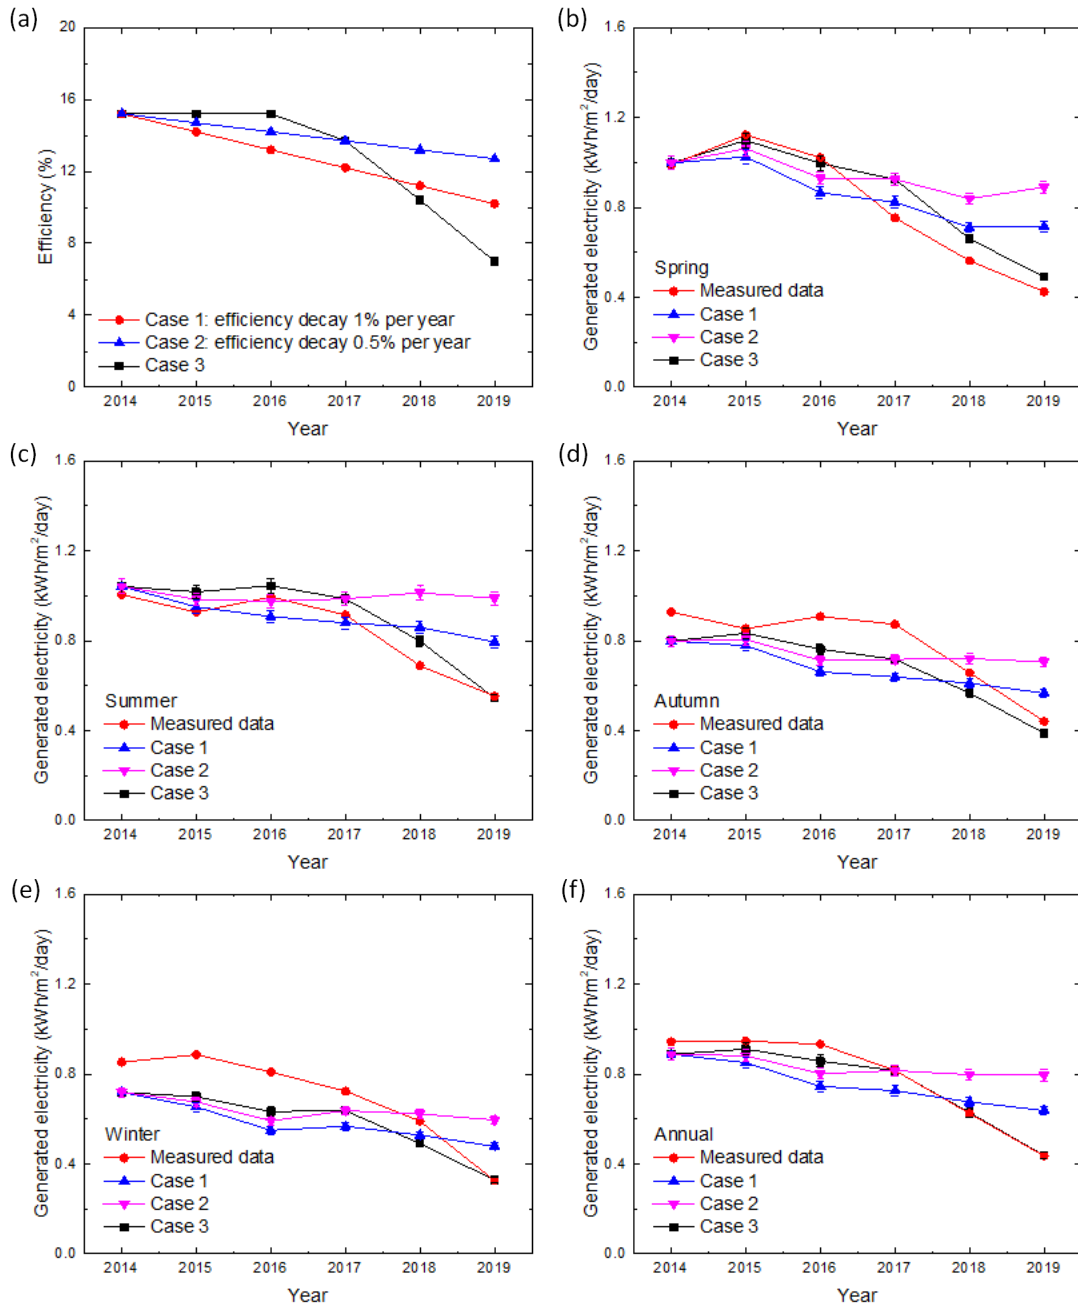 (a)
20
16
12
8
4
0
Efficiency (%)
Case 1: efficiency decay 1% per year
Case 2: efficiency decay 0.5% per year
Case 3
2014 2015 2016 2017 2018 2019
Year
(b)
1.6
1.2
0.8
0.4
0.0
Generated electricity (kWh/m²/day)
Spring
Measured data
Case 1
Case 2
Case 3
2014 2015 2016 2017 2018 2019
Year
(c)
1.6
1.2
0.8
0.4
0.0
Generated electricity (kWh/m²/day)
Summer
Measured data
Case 1
Case 2
Case 3
2014 2015 2016 2017 2018 2019
Year
(d)
1.6
1.2
0.8
0.4
0.0
Generated electricity (kWh/m²/day)
Autumn
Measured data
Case 1
Case 2
Case 3
2014 2015 2016 2017 2018 2019
Year
(e)
1.6
1.2
0.8
0.4
0.0
Generated electricity (kWh/m²/day)
Winter
Measured data
Case 1
Case 2
Case 3
2014 2015 2016 2017 2018 2019
Year
(f)
1.6
1.2
0.8
0.4
0.0
Generated electricity (kWh/m²/day)
Annual
Measured data
Case 1
Case 2
Case 3
2014 2015 2016 2017 2018 2019
Year